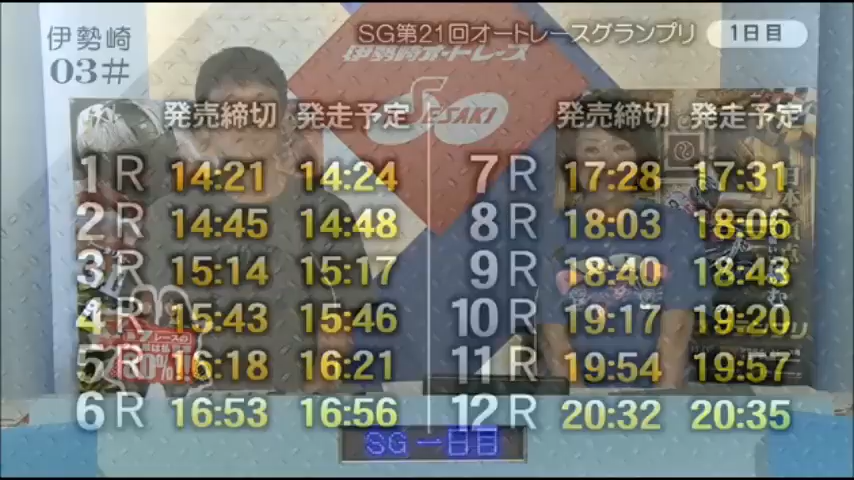 伊勢崎
03#
SG第21回オートレースグランプリ 1日目
伊勢崎オートレース
SESAKI
発売締切 発走予定 発売締切 発走予定
1R 14:21 14:24 7R 17:28 17:31
2R 14:45 14:48 8R 18:03 18:06
3R 15:14 15:17 9R 18:40 18:43
4R 15:43 15:46 10R 19:17 19:20
5R 16:18 16:21 11R 19:54 19:57
6R 16:53 16:56 12R 20:32 20:35
SG一日目